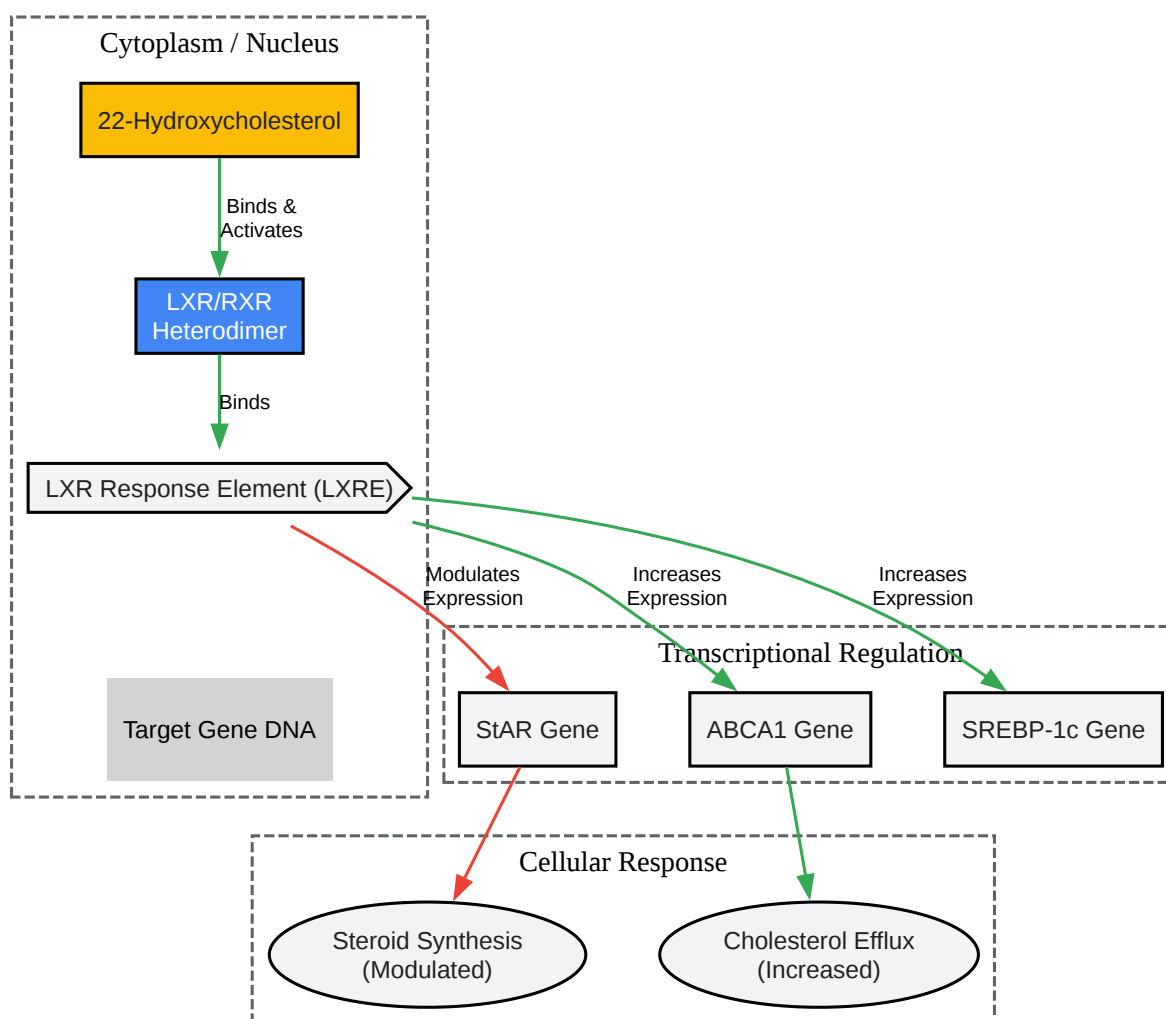 Cytoplasm / Nucleus
22-Hydroxycholesterol
Binds &
Activates
LXR/RXR
Heterodimer
Binds
LXR Response Element (LXRE)
Modulates
Expression
Increases
Expression
Increases
Expression
Transcriptional Regulation
Target Gene DNA
StAR Gene
ABCA1 Gene
SREBP-1c Gene
Cellular Response
Steroid Synthesis
(Modulated)
Cholesterol Efflux
(Increased)